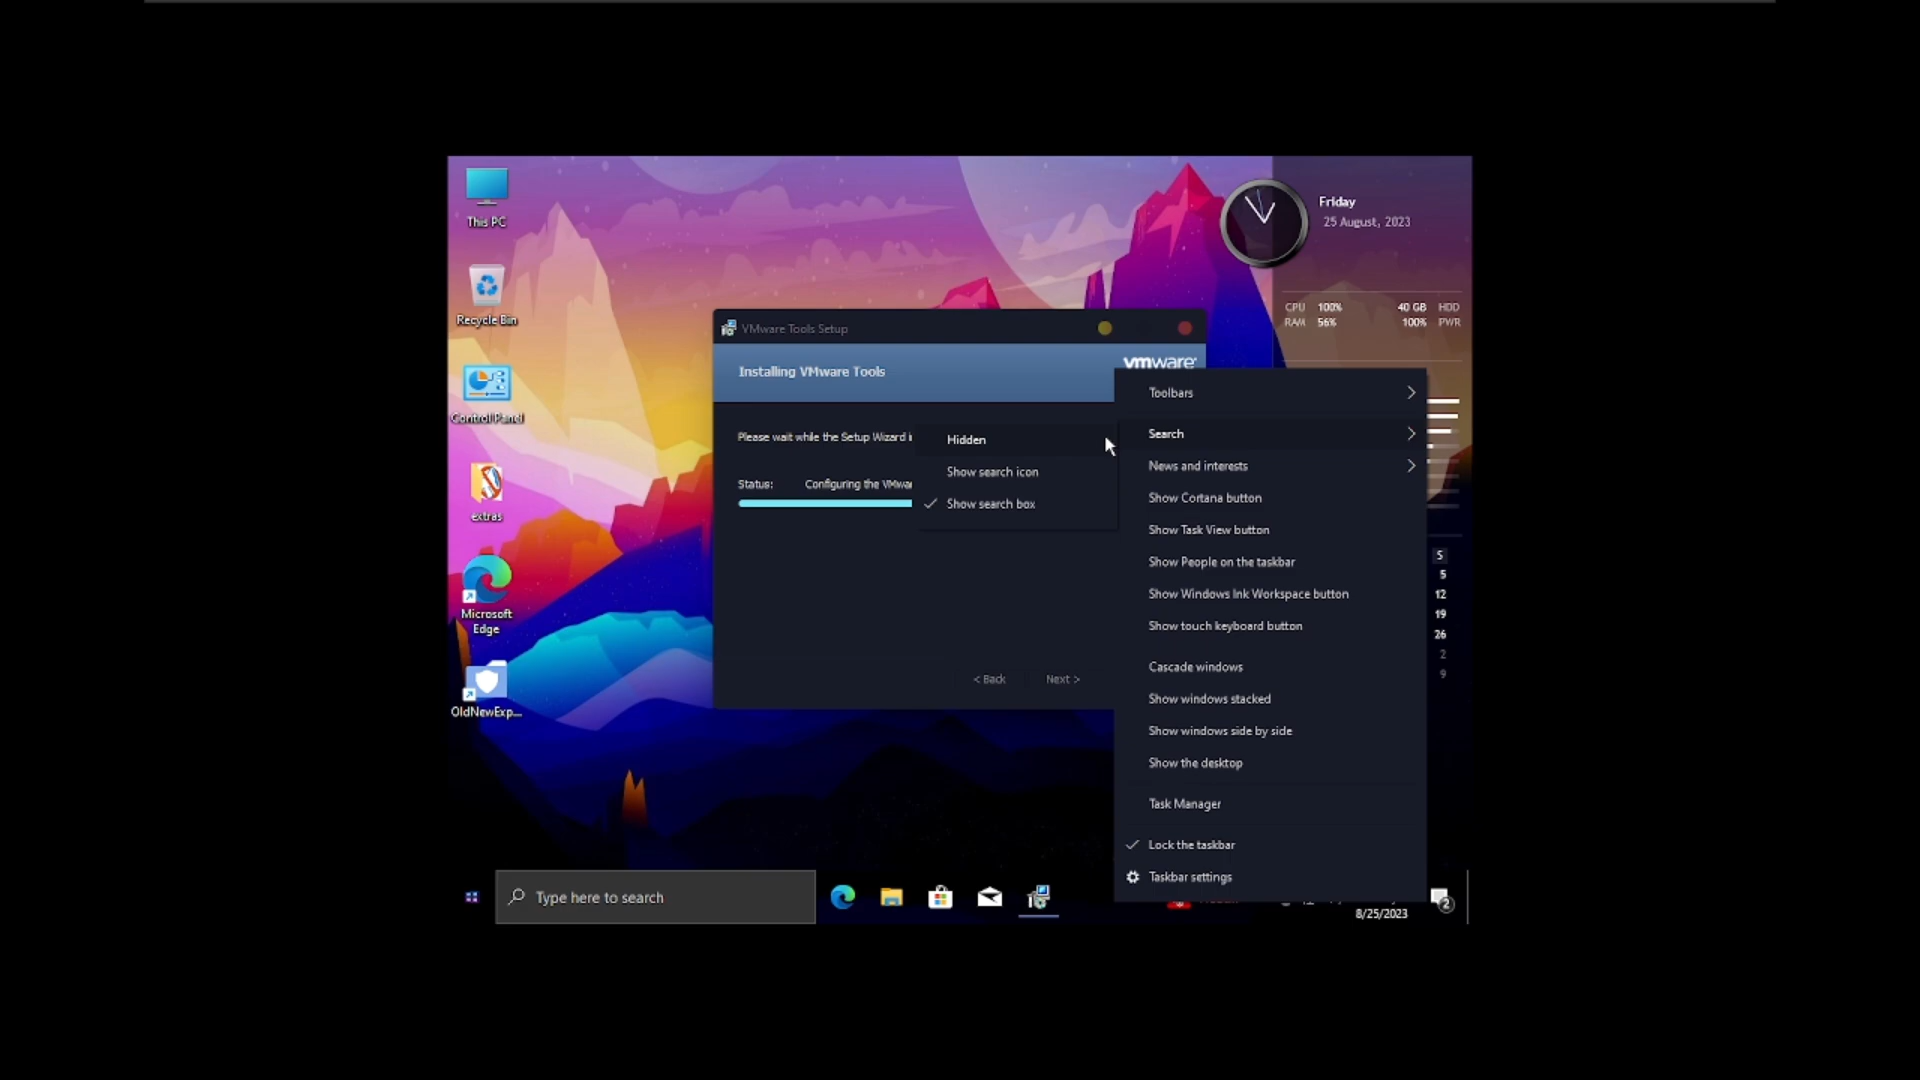 This PC
Recycle Bin
Control Panel
extras
Microsoft
Edge
OldNewExp...
Friday
25 August, 2023
CPU 100% 40 GB HDD
RAM 56% 100% PWR
VMware Tools Setup
Installing VMware Tools
vmware
Please wait while the Setup Wizard
Status: Configuring the
Hidden
Show search icon
Show search box
Toolbars
Search
News and interests
Show Cortana button
Show Task View button
Show People on the taskbar
Show Windows Ink Workspace button
Show touch keyboard button
Cascade windows
Show windows stacked
Show windows side by side
Show the desktop
Task Manager
Lock the taskbar
Taskbar settings
< Back
Next >
S
5
12
19
26
2
9
Type here to search
8/25/2023
2